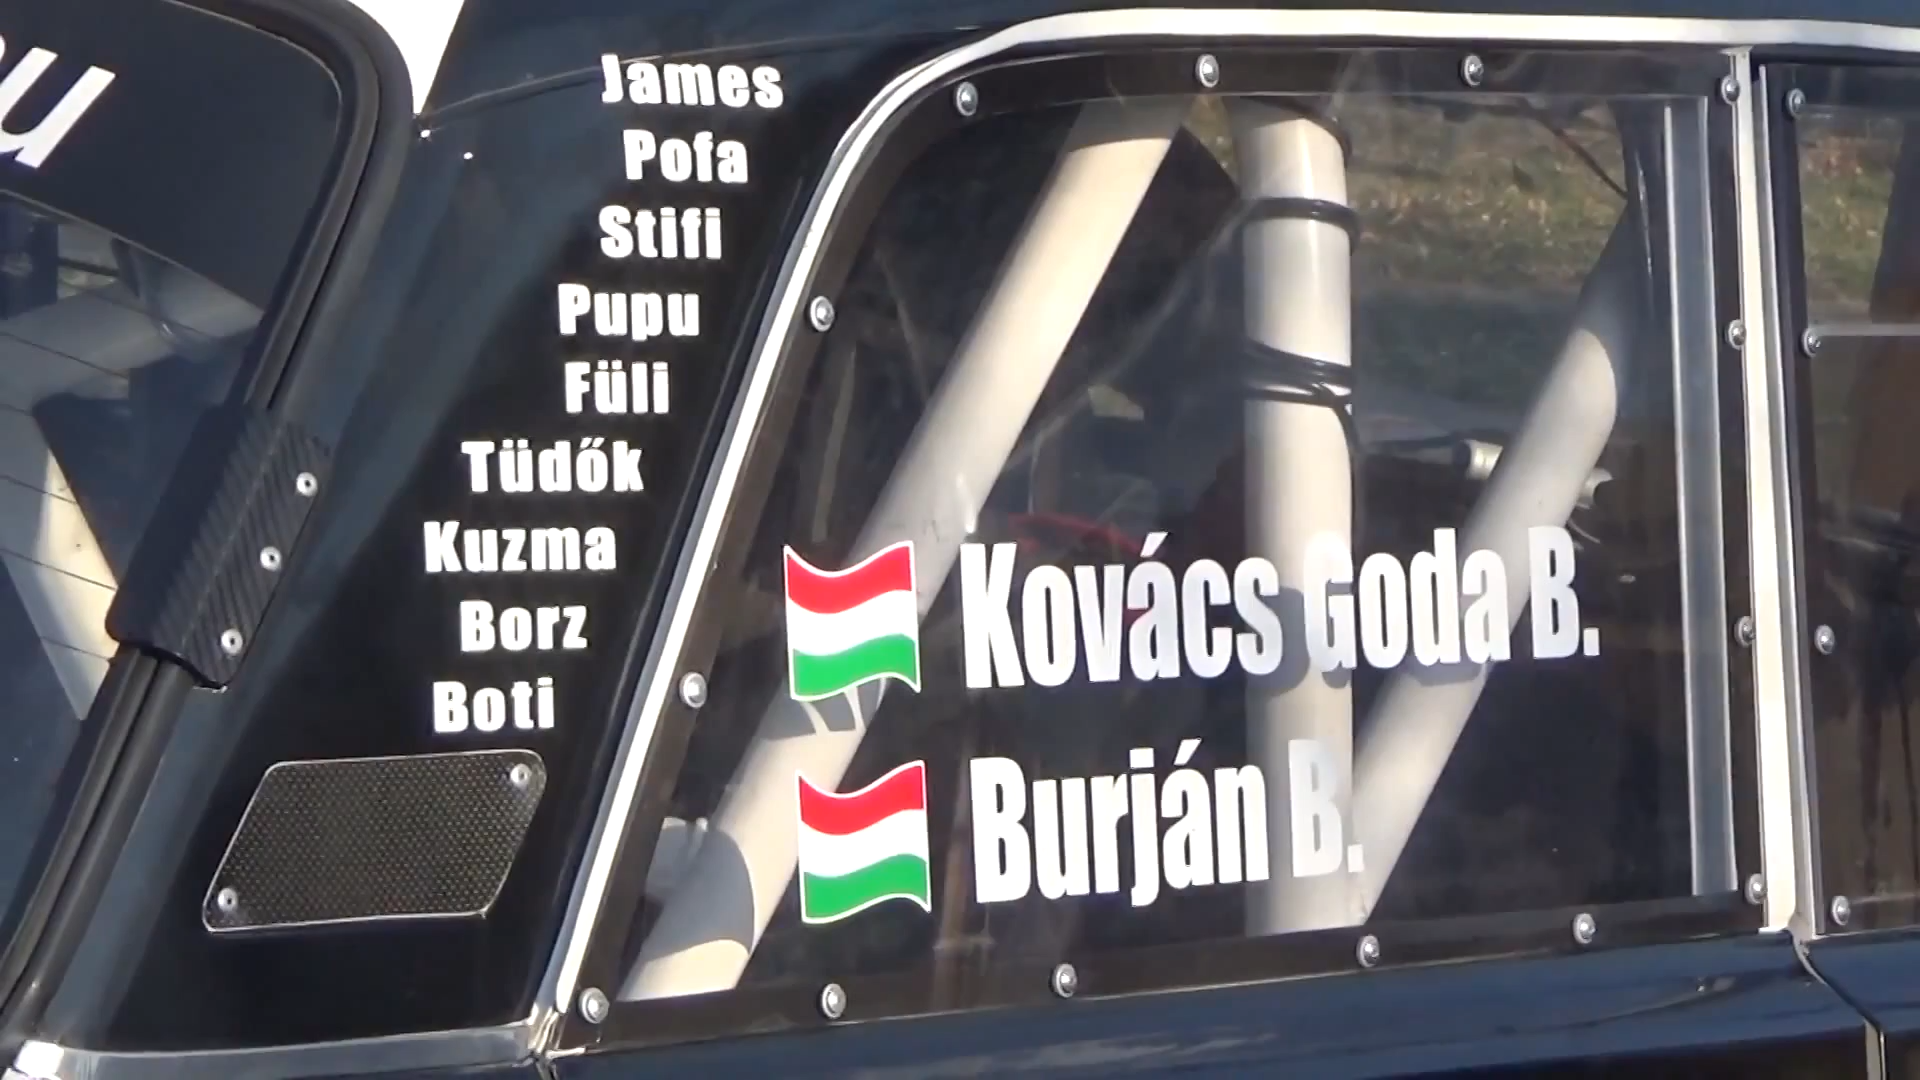 James
Pofa
Stifi
Pupu
Füli
Tüdők
Kuzma
Borz
Boti
Kovács Goda B.
Burján B.